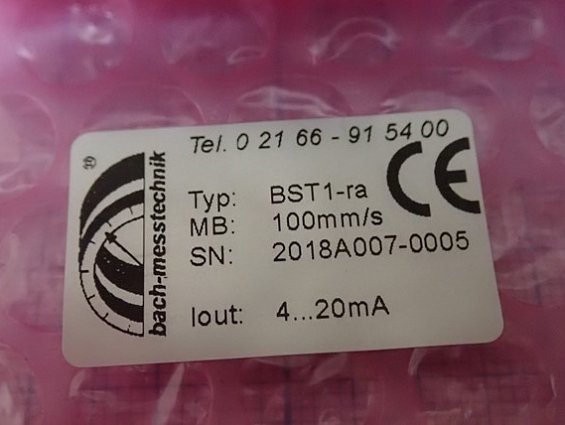 Tel. 0 21 66 - 91 54 00
Typ: BST1-ra
MB: 100mm/s
SN: 2018A007-0005
Iout: 4...20mA
CE
bach-messtechnik
®